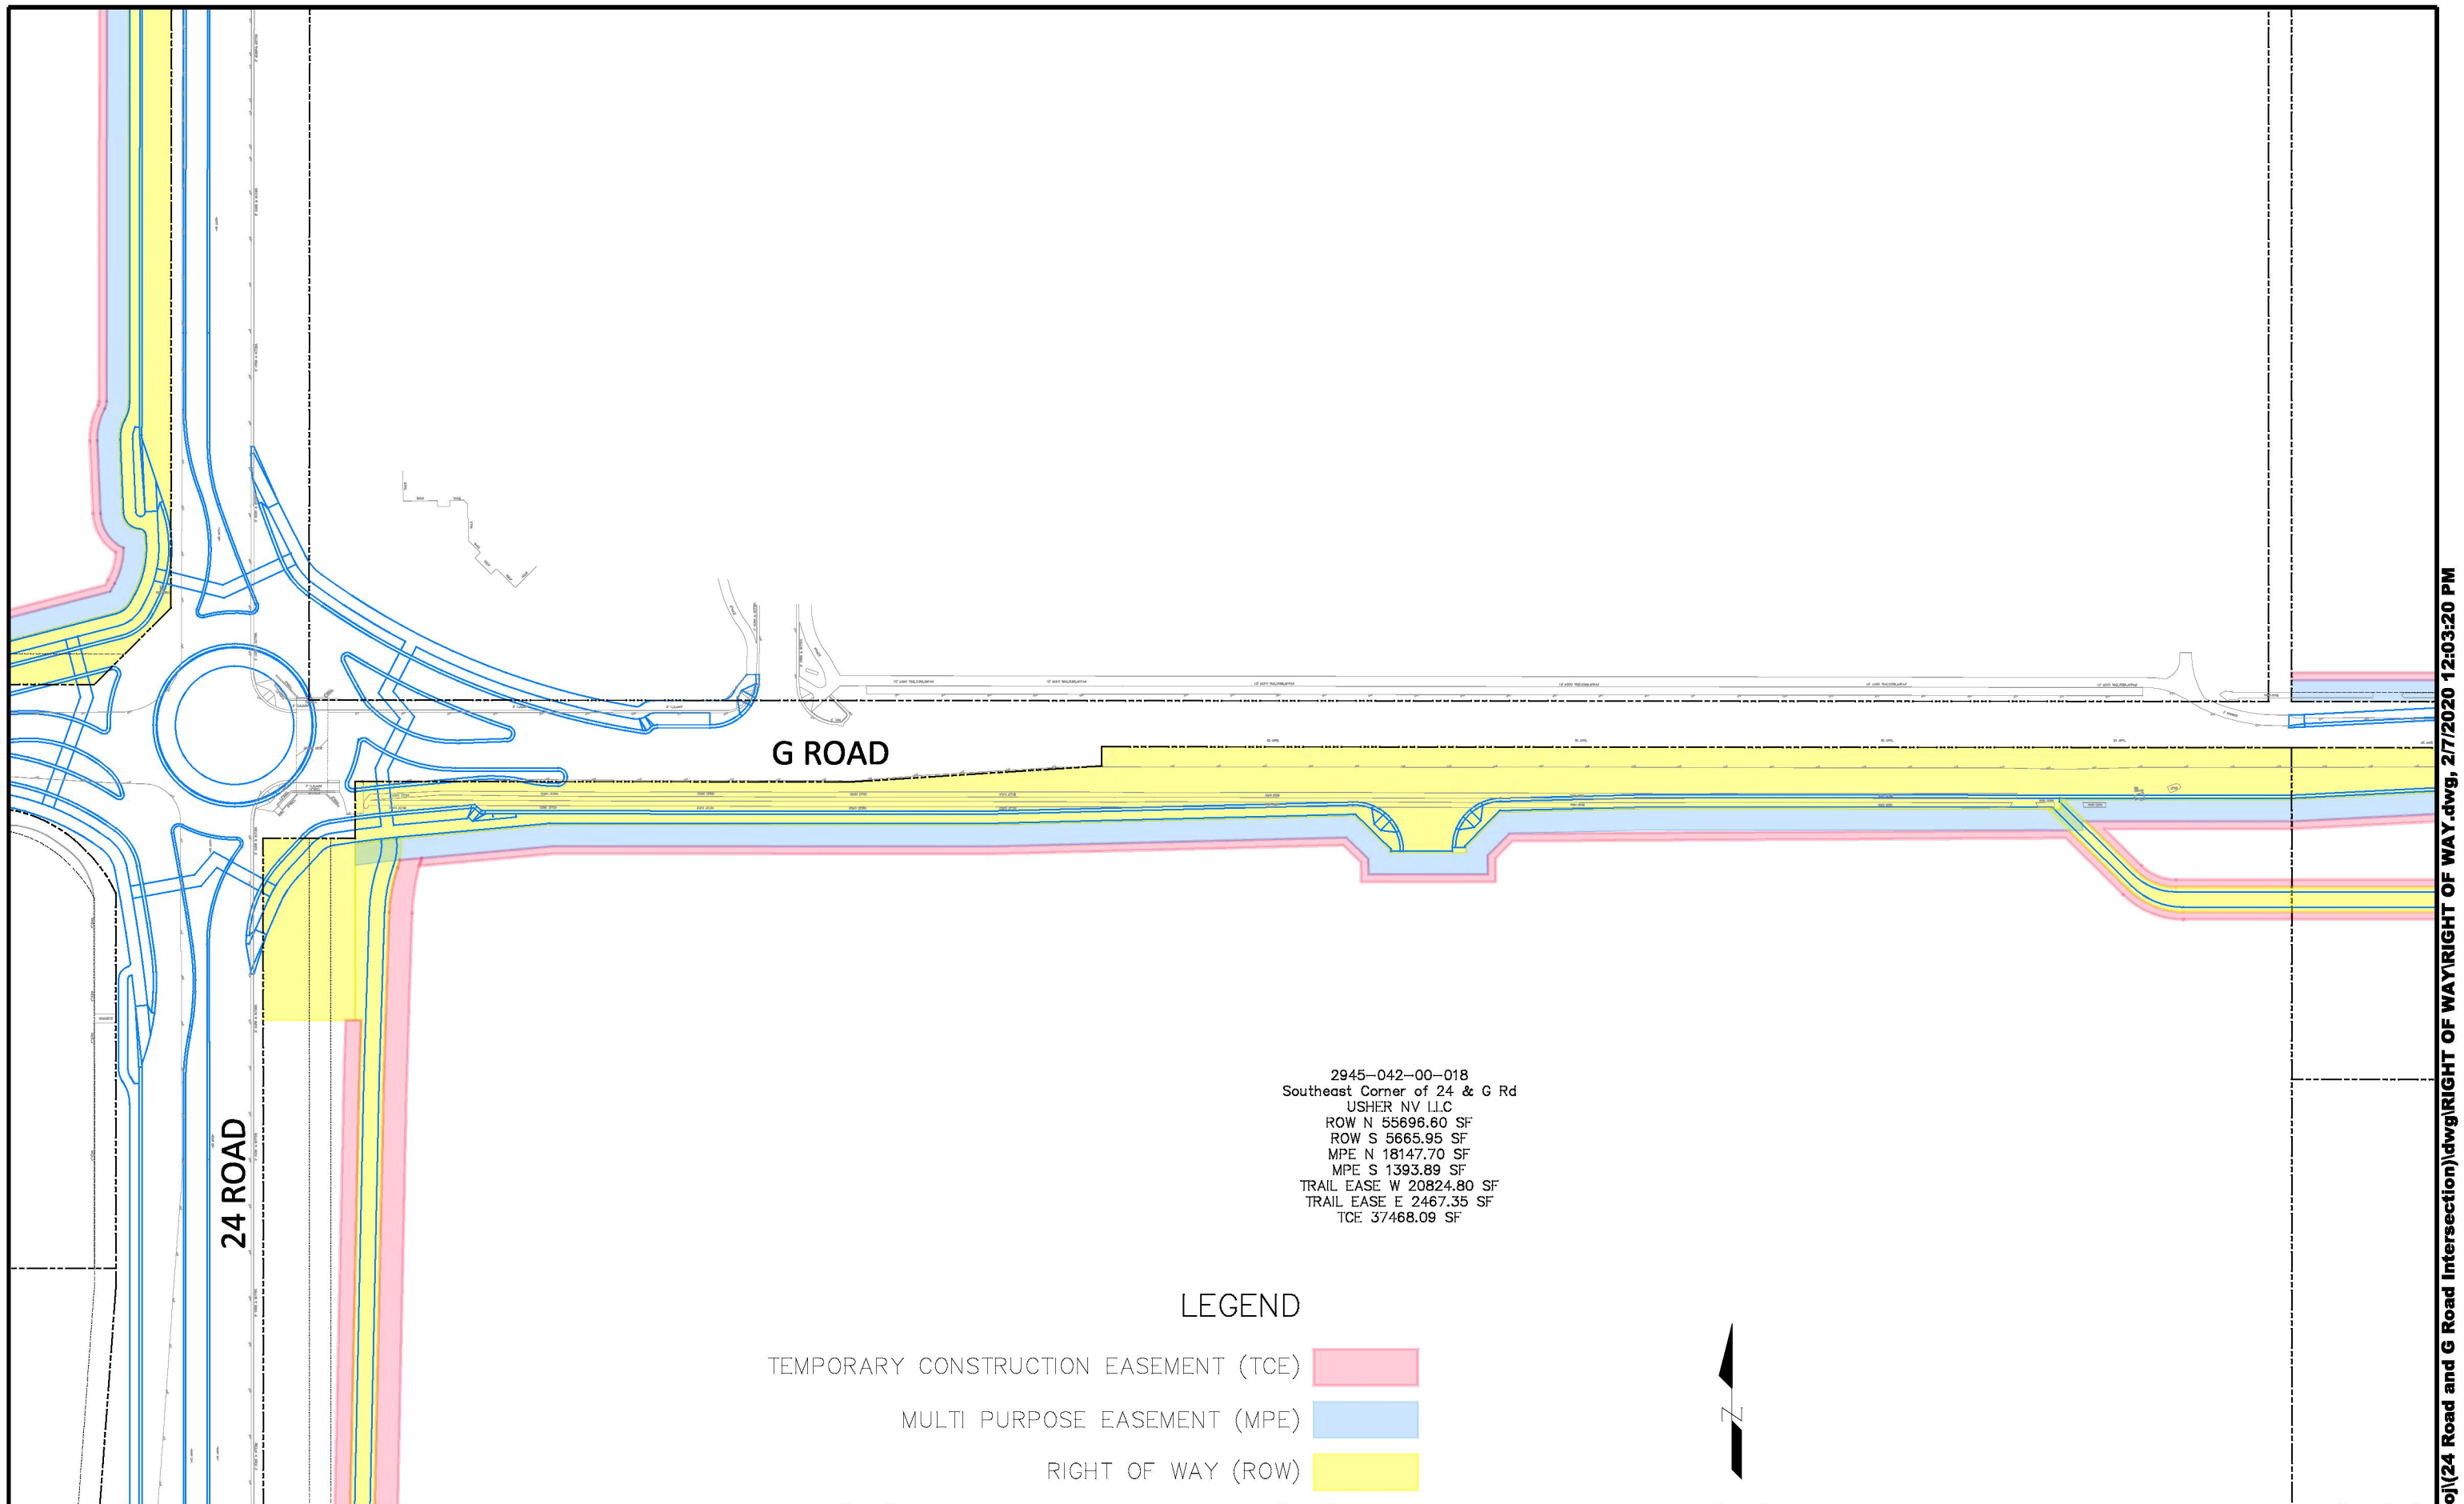 G ROAD
24 ROAD
2945-042-00-018
Southeast Corner of 24 & G Rd
USHER NV LLC
ROW N 55696.60 SF
ROW S 5665.95 SF
MPE N 18147.70 SF
MPE S 1393.89 SF
TRAIL EASE W 20824.80 SF
TRAIL EASE E 2467.35 SF
TCE 37468.09 SF
LEGEND
TEMPORARY CONSTRUCTION EASEMENT (TCE)
MULTI PURPOSE EASEMENT (MPE)
RIGHT OF WAY (ROW)
N
oj\(24 Road and G Road Intersection)\dwg\RIGHT OF WAY\RIGHT OF WAY.dwg, 2/7/2020 12:03:20 PM